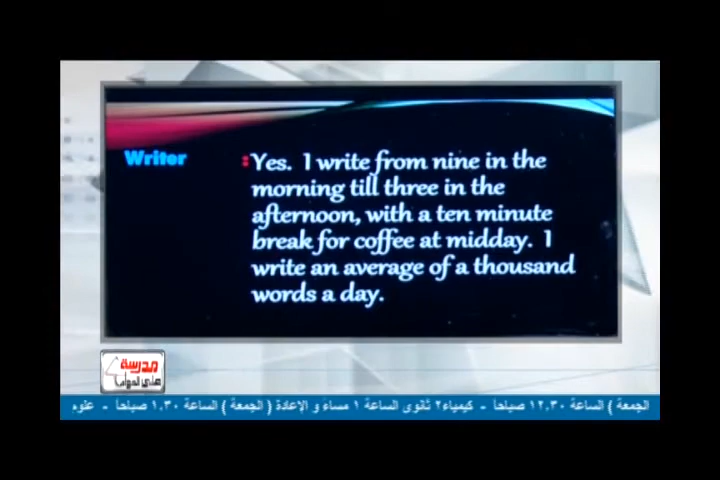 Writer
: Yes. I write from nine in the
morning till three in the
afternoon, with a ten minute
break for coffee at midday. I
write an average of a thousand
words a day.
مدرسة
على الهواء
الجمعة ) الساعة ١٢.٣٠ صباحا - كيمياء٢ ثانوى الساعة ١ مساء و الإعادة ( الجمعة ) الساعة ١.٣٠ صباحا - علوم